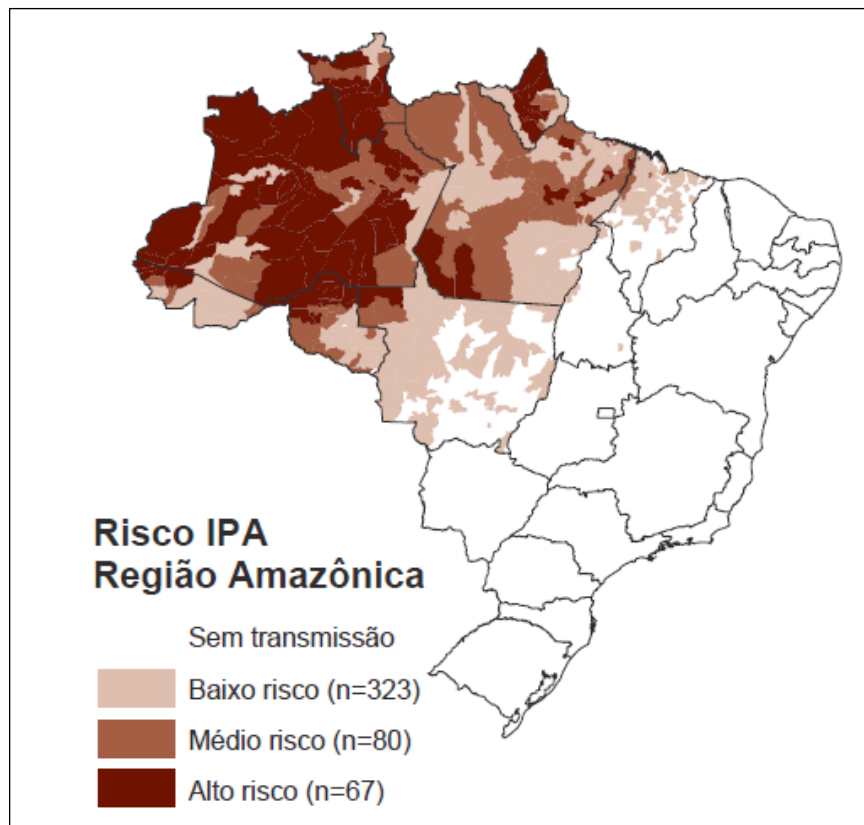 Risco IPA
Região Amazônica
Sem transmissão
Baixo risco (n=323)
Médio risco (n=80)
Alto risco (n=67)